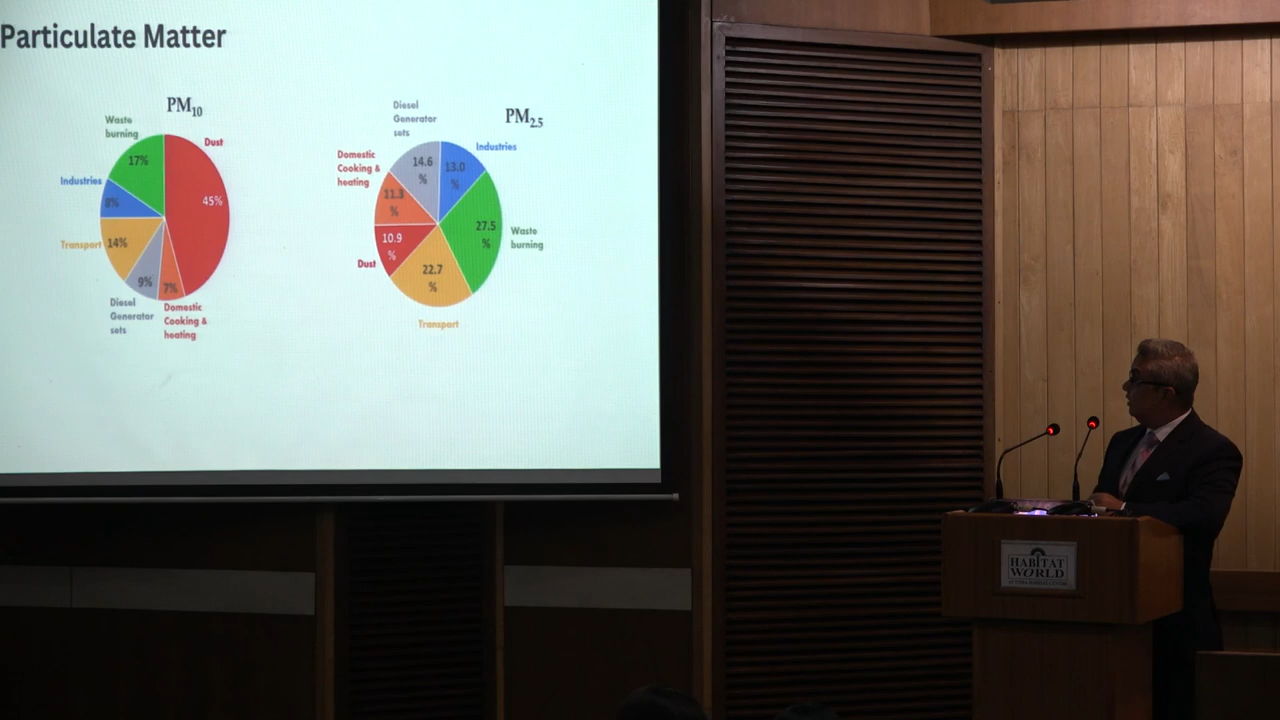 Particulate Matter
PM10
Waste
burning
Dust
17%
Industries
8%
45%
Transport
14%
9%
7%
Diesel
Generator
sets
Domestic
Cooking &
heating
PM2.5
Diesel
Generator
sets
Industries
Domestic
Cooking &
heating
14.6
%
13.0
%
11.3
%
27.5
%
Waste
burning
10.9
%
Dust
22.7
%
Transport
HABITAT
WORLD